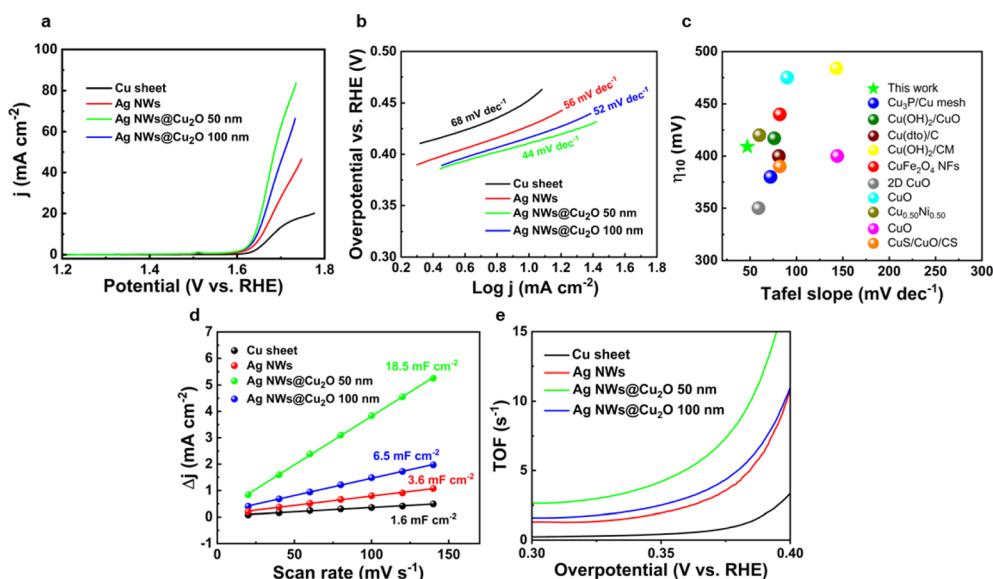 a
j (mA cm⁻²)
100
80
60
40
20
0
Cu sheet
Ag NWs
Ag NWs@Cu₂O 50 nm
Ag NWs@Cu₂O 100 nm
1.2 1.4 1.6 1.8
Potential (V vs. RHE)
b
Overpotential vs. RHE (V)
0.50
0.45
0.40
0.35
0.30
68 mV dec⁻¹
56 mV dec⁻¹
52 mV dec⁻¹
44 mV dec⁻¹
Cu sheet
Ag NWs
Ag NWs@Cu₂O 50 nm
Ag NWs@Cu₂O 100 nm
0.0 0.4 0.8 1.2 1.6 2.0
Log j (mA cm⁻²)
c
η₁₀ (mV)
500
450
400
350
300
This work
Cu₃P/Cu mesh
Cu(OH)₂/CuO
Cu(dto)/C
Cu(OH)₂/CM
CuFe₂O₄ NFs
2D CuO
CuO
Cu₀.₅₀Ni₀.₅₀
CuO
CuS/CuO/CS
50 100 150 200 250 300
Tafel slope (mV dec⁻¹)
d
Δj (mA cm⁻²)
7
6
5
4
3
2
1
0
-1
Cu sheet
Ag NWs
Ag NWs@Cu₂O 50 nm
Ag NWs@Cu₂O 100 nm
18.5 mF cm⁻²
6.5 mF cm⁻²
3.6 mF cm⁻²
1.6 mF cm⁻²
0 40 80 120 160
Scan rate (mV s⁻¹)
e
TOF (s⁻¹)
15
10
5
0
Cu sheet
Ag NWs
Ag NWs@Cu₂O 50 nm
Ag NWs@Cu₂O 100 nm
0.30 0.35 0.40
Overpotential (V vs. RHE)